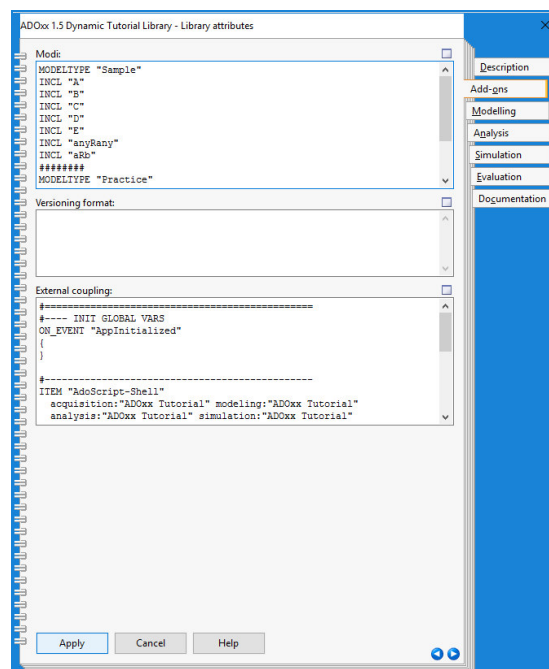 ADOxx 1.5 Dynamic Tutorial Library - Library attributes
Modi:
MODELTYPE "Sample"
INCL "A"
INCL "B"
INCL "C"
INCL "D"
INCL "E"
INCL "anyRany"
INCL "aRb"
########
MODELTYPE "Practice"
Versioning format:
External coupling:
#==============================================
#---- INIT GLOBAL VARS
ON_EVENT "AppInitialized"
{
}
#----------------------------------------------
ITEM "AdoScript-Shell"
acquisition:"ADOxx Tutorial" modeling:"ADOxx Tutorial"
analysis:"ADOxx Tutorial" simulation:"ADOxx Tutorial"
Description
Add-ons
Modelling
Analysis
Simulation
Evaluation
Documentation
Apply
Cancel
Help